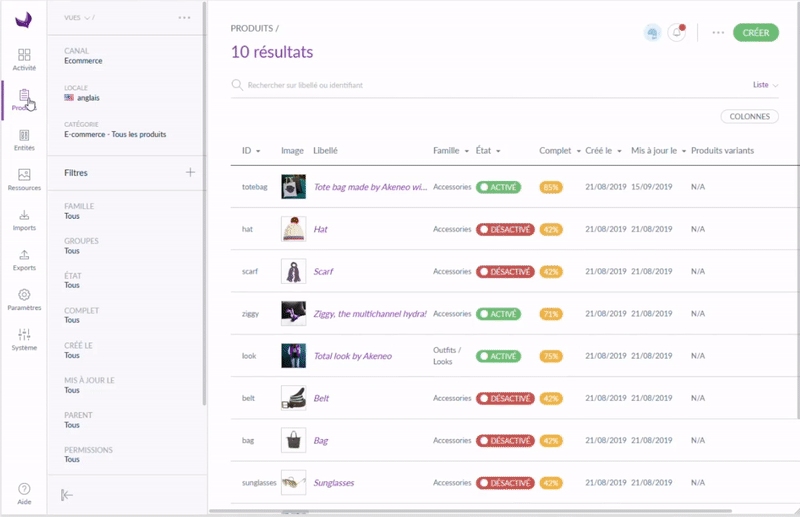 VUES /
Activité
Entités
Ressources
Imports
Exports
Paramètres
Système
Aide
CANAL
Ecommerce
LOCALE
anglais
CATÉGORIE
E-commerce - Tous les produits
Filtres
FAMILLE
Tous
GROUPES
Tous
ÉTAT
Tous
COMPLET
Tous
CRÉÉ LE
Tous
MIS À JOUR LE
Tous
PARENT
Tous
PERMISSIONS
Tous
PRODUITS /
CRÉER
10 résultats
Rechercher sur libellé ou identifiant
Liste
COLONNES
ID Image Libellé Famille État Complet Créé le Mis à jour le Produits variants
totebag Tote bag made by Akeneo wi... Accessories ACTIVÉ 85% 21/08/2019 15/09/2019 N/A
hat Hat Accessories DÉSACTIVÉ 42% 21/08/2019 21/08/2019 N/A
scarf Scarf Accessories DÉSACTIVÉ 42% 21/08/2019 21/08/2019 N/A
ziggy Ziggy, the multichannel hydra! Accessories ACTIVÉ 71% 21/08/2019 21/08/2019 N/A
look Total look by Akeneo Outfits / Looks ACTIVÉ 75% 21/08/2019 21/08/2019 N/A
belt Belt Accessories DÉSACTIVÉ 42% 21/08/2019 21/08/2019 N/A
bag Bag Accessories DÉSACTIVÉ 42% 21/08/2019 21/08/2019 N/A
sunglasses Sunglasses Accessories DÉSACTIVÉ 42% 21/08/2019 21/08/2019 N/A